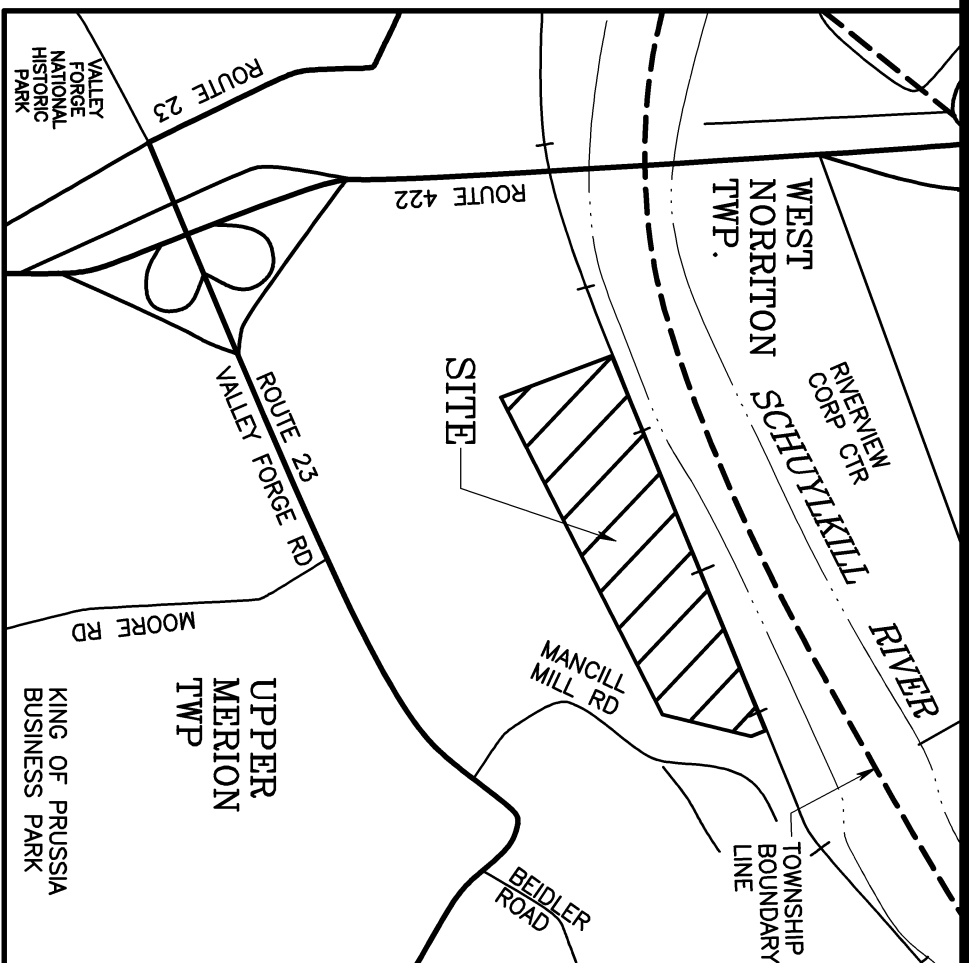 VALLEY
FORGE
NATIONAL
HISTORIC
PARK
ROUTE 23
ROUTE 422
WEST
NORRITON
TWP.
RIVERVIEW
CORP CTR
SCHUYLKILL RIVER
SITE
ROUTE 23
VALLEY FORGE RD
MOORE RD
MANCILL
MILL RD
UPPER
MERION
TWP
KING OF PRUSSIA
BUSINESS PARK
TOWNSHIP
BOUNDARY
LINE
BEIDLER
ROAD